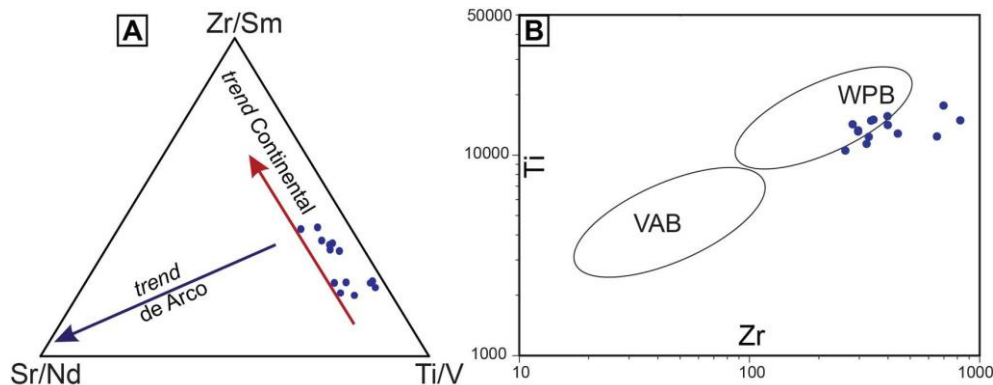 A
Zr/Sm
trend Continental
trend
de Arco
Sr/Nd
Ti/V
B
50000
10000
1000
Ti
WPB
VAB
Zr
10
100
1000